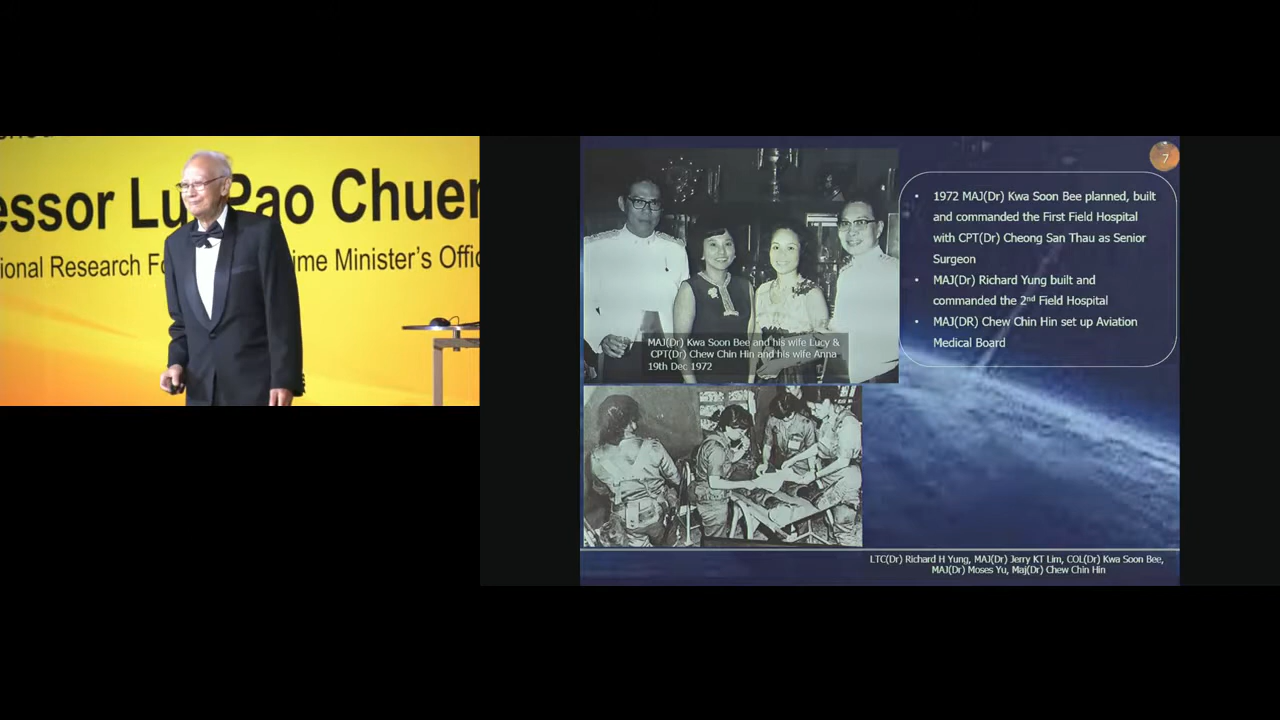 essor Lu Pao Chuen
ional Research Fo ime Minister's Offic
7
• 1972 MAJ(Dr) Kwa Soon Bee planned, built
and commanded the First Field Hospital
with CPT(Dr) Cheong San Thau as Senior
Surgeon
• MAJ(Dr) Richard Yung built and
commanded the 2nd Field Hospital
• MAJ(DR) Chew Chin Hin set up Aviation
Medical Board
MAJ(Dr) Kwa Soon Bee and his wife Lucy &
CPT(Dr) Chew Chin Hin and his wife Anna
19th Dec 1972
LTC(Dr) Richard H Yung, MAJ(Dr) Jerry KT Lim, COL(Dr) Kwa Soon Bee,
MAJ(Dr) Moses Yu, Maj(Dr) Chew Chin Hin